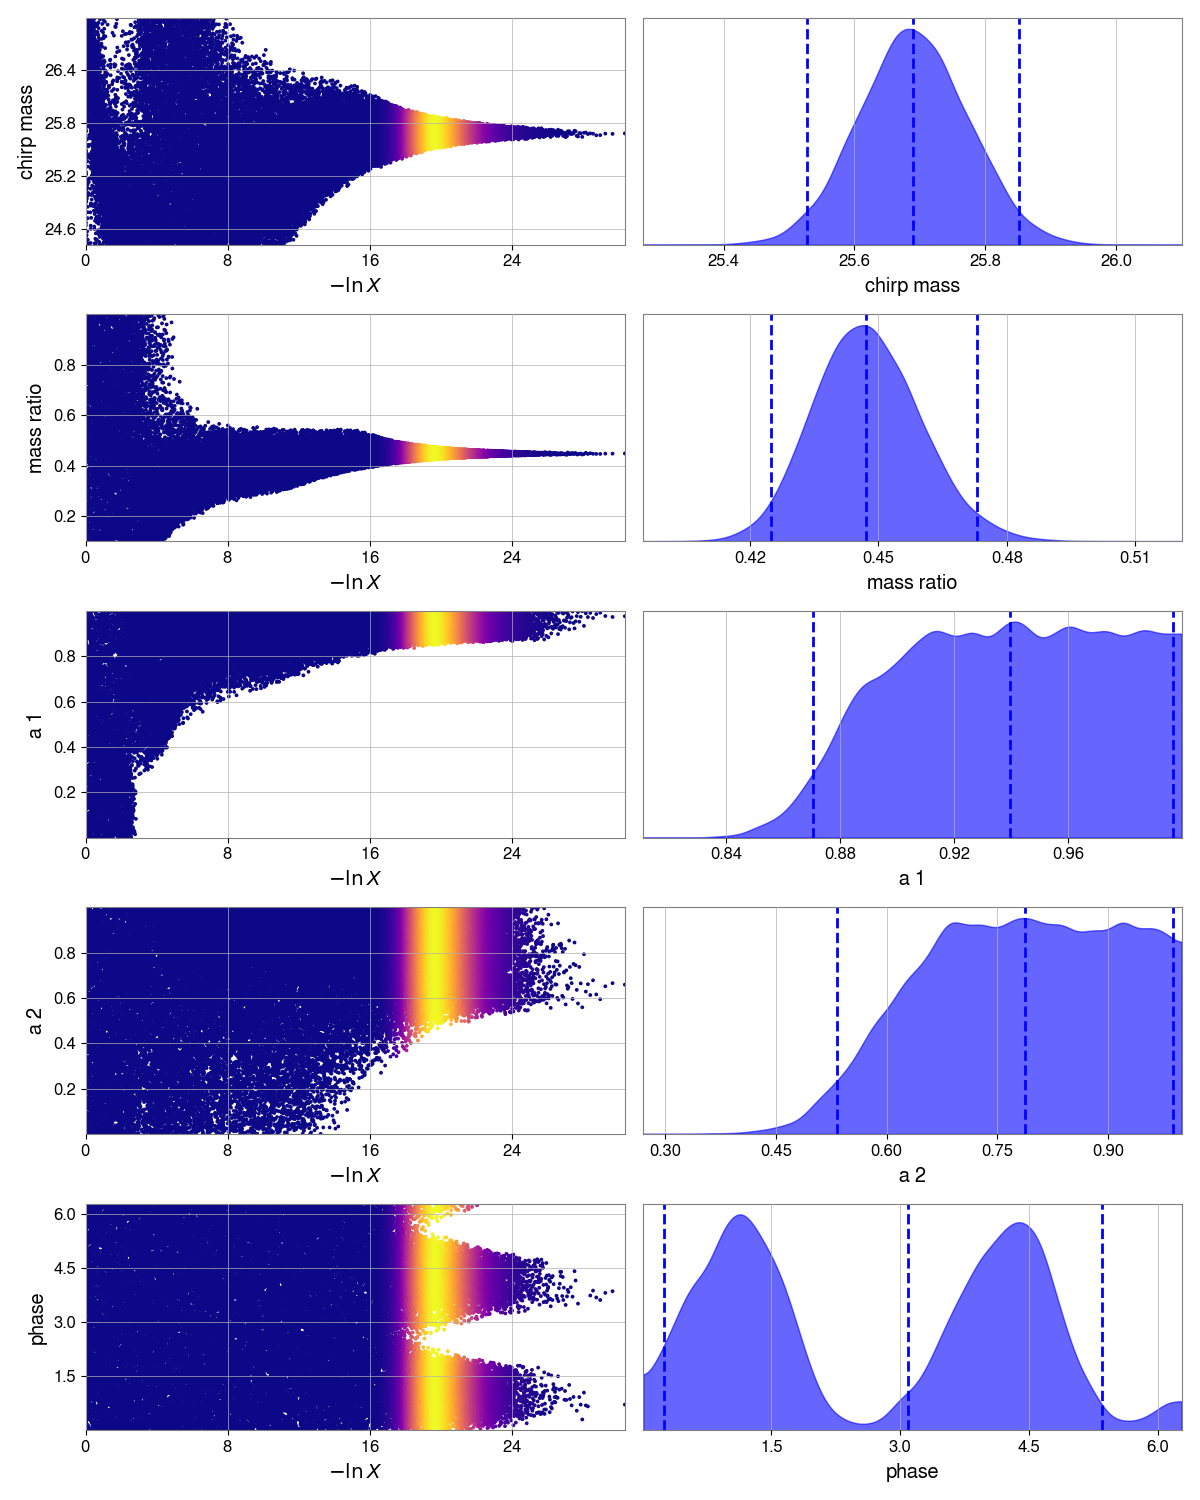 chirp mass
26.4
25.8
25.2
24.6
0 8 16 24
−ln X
25.4 25.6 25.8 26.0
chirp mass
mass ratio
0.8
0.6
0.4
0.2
0 8 16 24
−ln X
0.42 0.45 0.48 0.51
mass ratio
a 1
0.8
0.6
0.4
0.2
0 8 16 24
−ln X
0.84 0.88 0.92 0.96
a 1
a 2
0.8
0.6
0.4
0.2
0 8 16 24
−ln X
0.30 0.45 0.60 0.75 0.90
a 2
phase
6.0
4.5
3.0
1.5
0 8 16 24
−ln X
1.5 3.0 4.5 6.0
phase